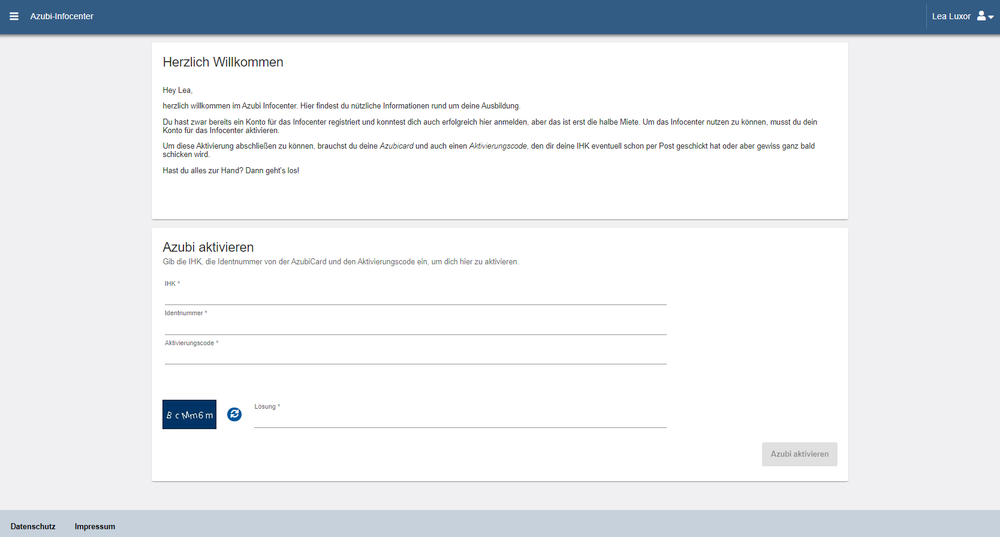 Azubi-Infocenter
Lea Luxor
Herzlich Willkommen
Hey Lea,
herzlich willkommen im Azubi Infocenter. Hier findest du nützliche Informationen rund um deine Ausbildung.
Du hast zwar bereits ein Konto für das Infocenter registriert und konntest dich auch erfolgreich hier anmelden, aber das ist erst die halbe Miete. Um das Infocenter nutzen zu können, musst du dein
Konto für das Infocenter aktivieren.
Um diese Aktivierung abschließen zu können, brauchst du deine Azubicard und auch einen Aktivierungscode, den dir deine IHK eventuell schon per Post geschickt hat oder aber gewiss ganz bald
schicken wird.
Hast du alles zur Hand? Dann geht's los!
Azubi aktivieren
Gib die IHK, die Identnummer von der AzubiCard und den Aktivierungscode ein, um dich hier zu aktivieren.
IHK *
Identnummer *
Aktivierungscode *
B c Mm6m
Lösung *
Azubi aktivieren
Datenschutz
Impressum